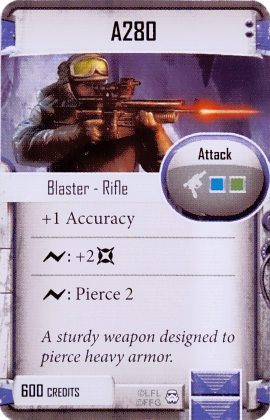 A280
Attack
Blaster - Rifle
+1 Accuracy
: +2
: Pierce 2
A sturdy weapon designed to
pierce heavy armor.
600 CREDITS
©LFL
©FFG